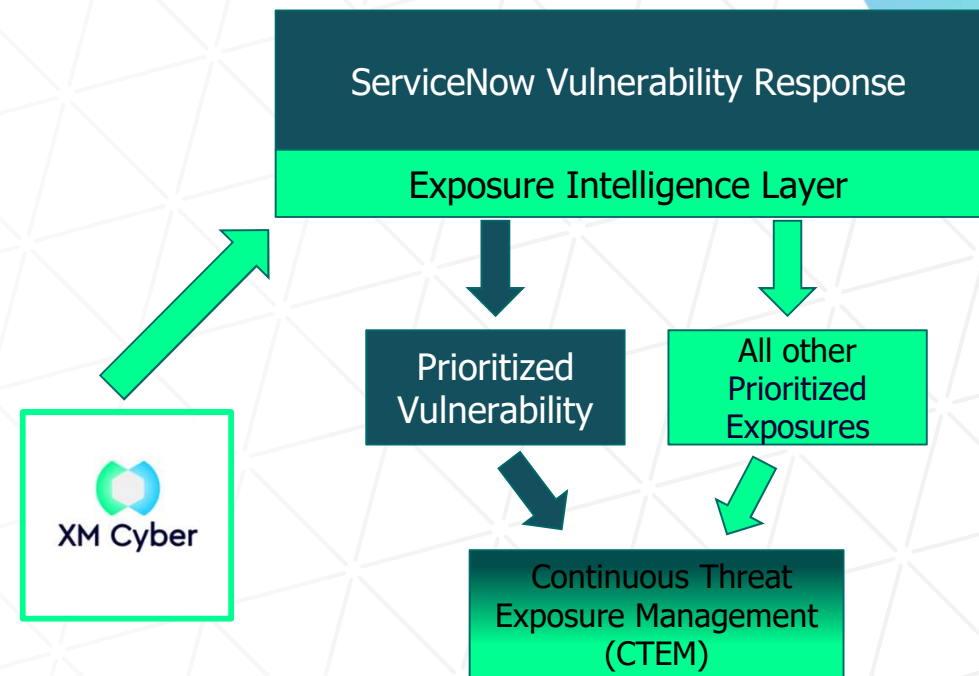 ServiceNow Vulnerability Response
Exposure Intelligence Layer
Prioritized
Vulnerability
All other
Prioritized
Exposures
XM Cyber
Continuous Threat
Exposure Management
(CTEM)